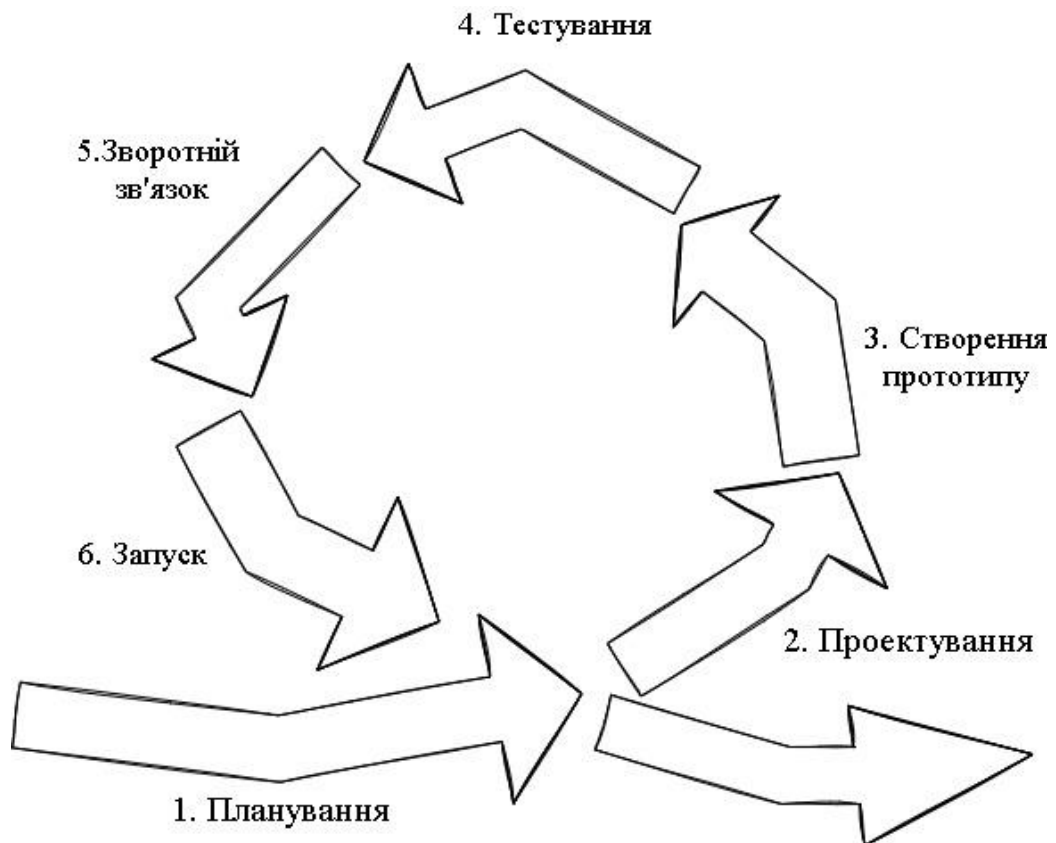 4. Тестування
5.Зворотній
зв'язок
3. Створення
прототипу
6. Запуск
2. Проектування
1. Планування